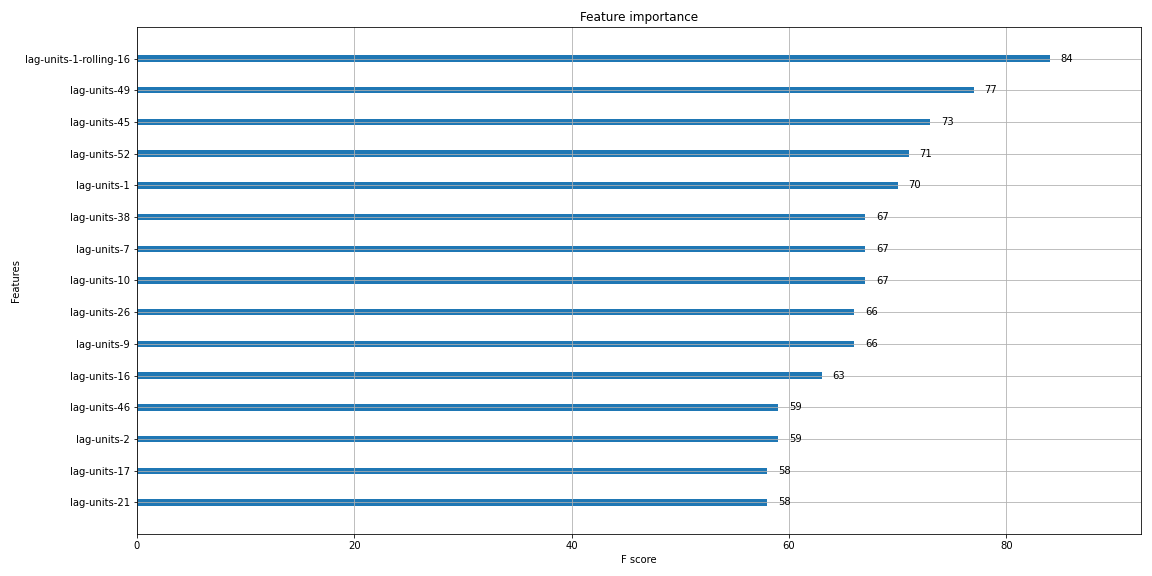 Feature importance
lag-units-1-rolling-16 84
lag-units-49 77
lag-units-45 73
lag-units-52 71
lag-units-1 70
lag-units-38 67
lag-units-7 67
lag-units-10 67
lag-units-26 66
lag-units-9 66
lag-units-16 63
lag-units-46 59
lag-units-2 59
lag-units-17 58
lag-units-21 58
Features
0 20 40 60 80
F score